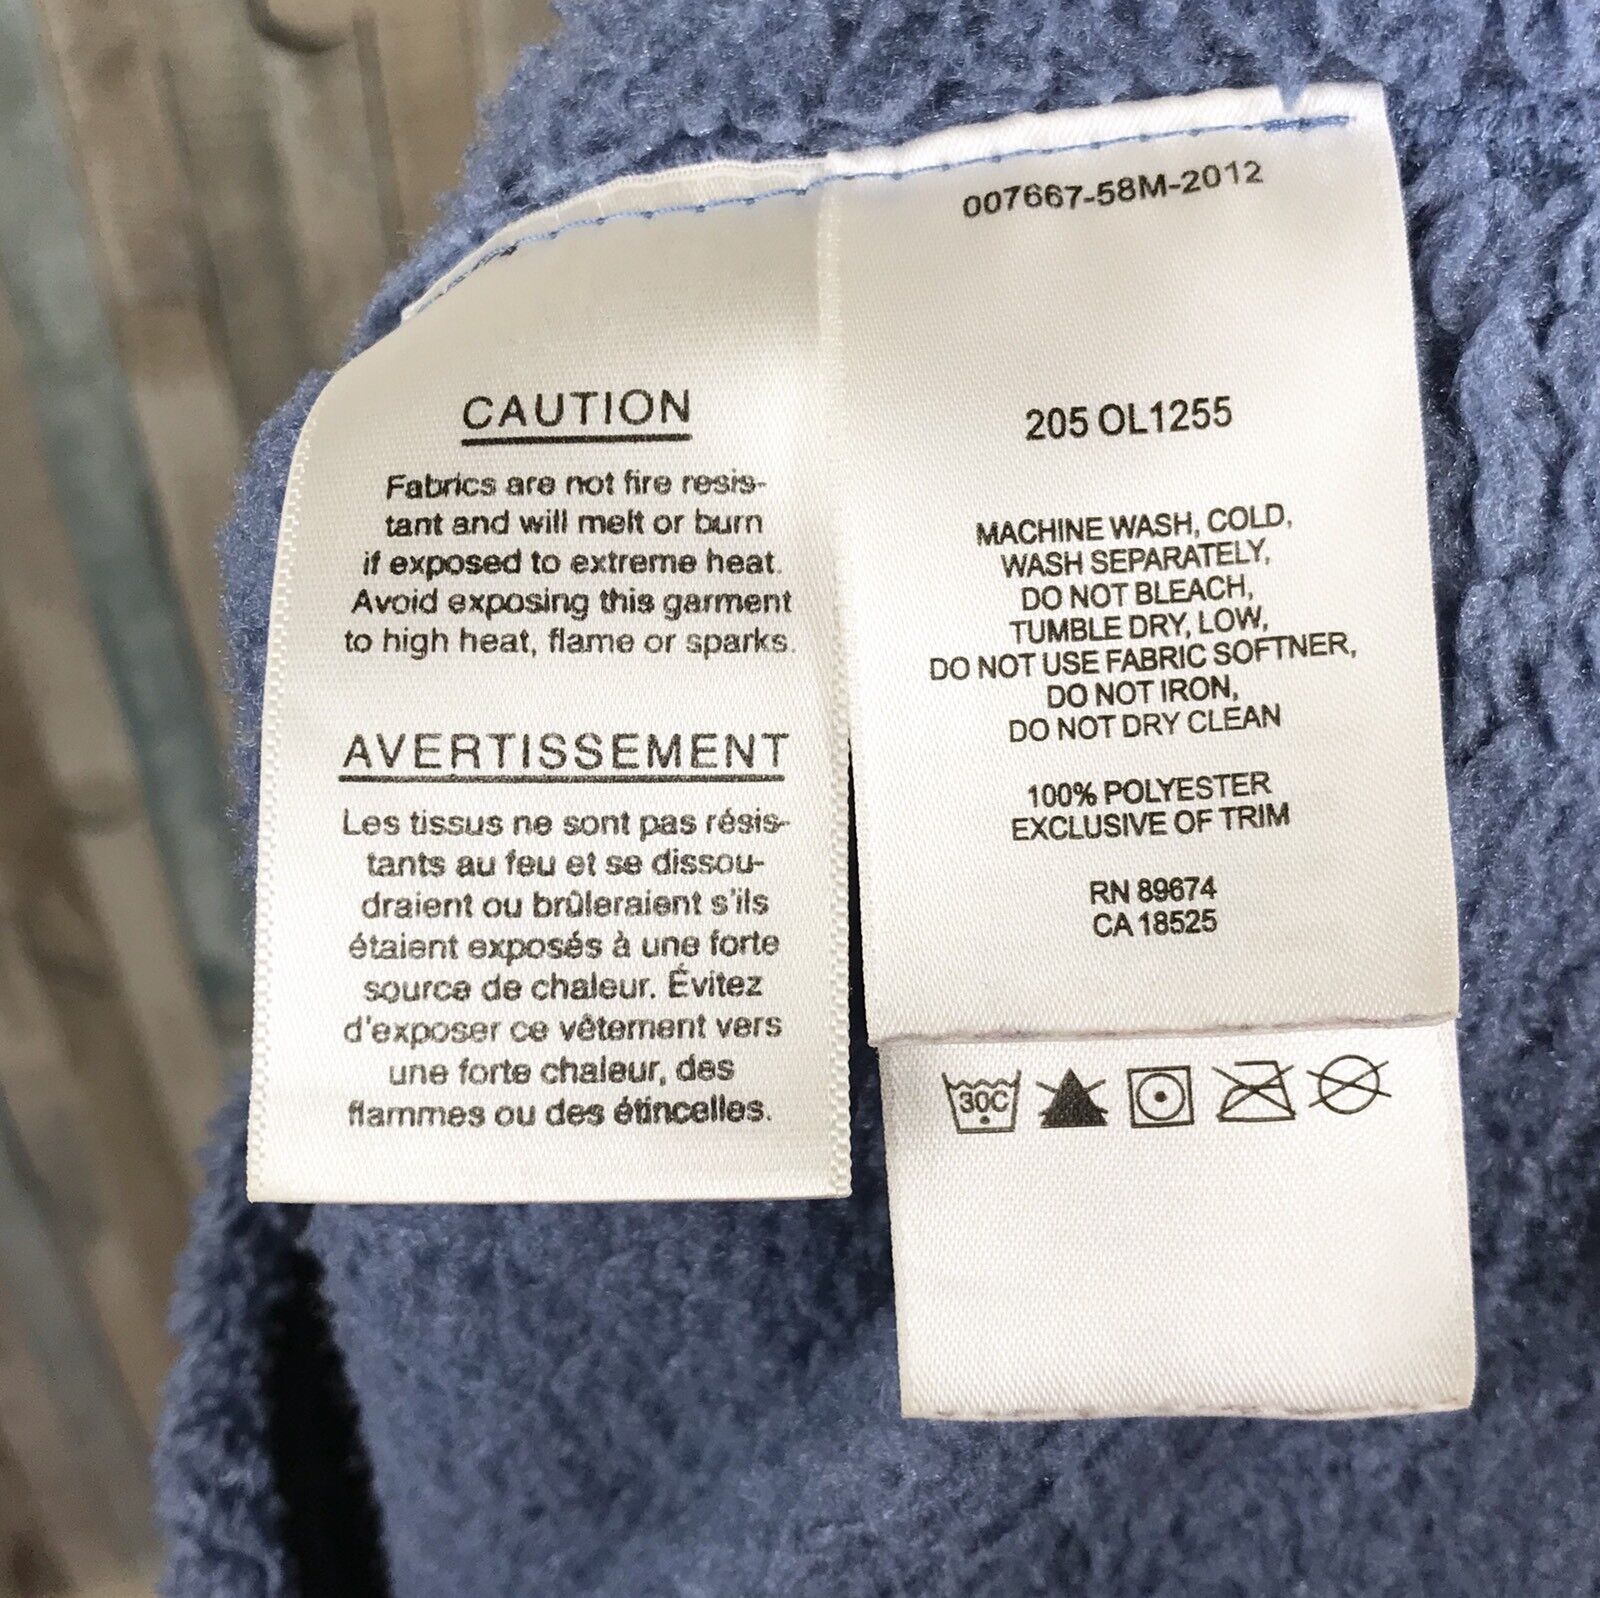 CAUTION
Fabrics are not fire resis-
tant and will melt or burn
if exposed to extreme heat.
Avoid exposing this garment
to high heat, flame or sparks.
AVERTISSEMENT
Les tissus ne sont pas résis-
tants au feu et se dissou-
draient ou brûleraient s'ils
étaient exposés à une forte
source de chaleur. Évitez
d'exposer ce vêtement vers
une forte chaleur, des
flammes ou des étincelles.
007667-58M-2012
205 OL1255
MACHINE WASH, COLD,
WASH SEPARATELY,
DO NOT BLEACH,
TUMBLE DRY, LOW,
DO NOT USE FABRIC SOFTNER,
DO NOT IRON,
DO NOT DRY CLEAN
100% POLYESTER
EXCLUSIVE OF TRIM
RN 89674
CA 18525
30C